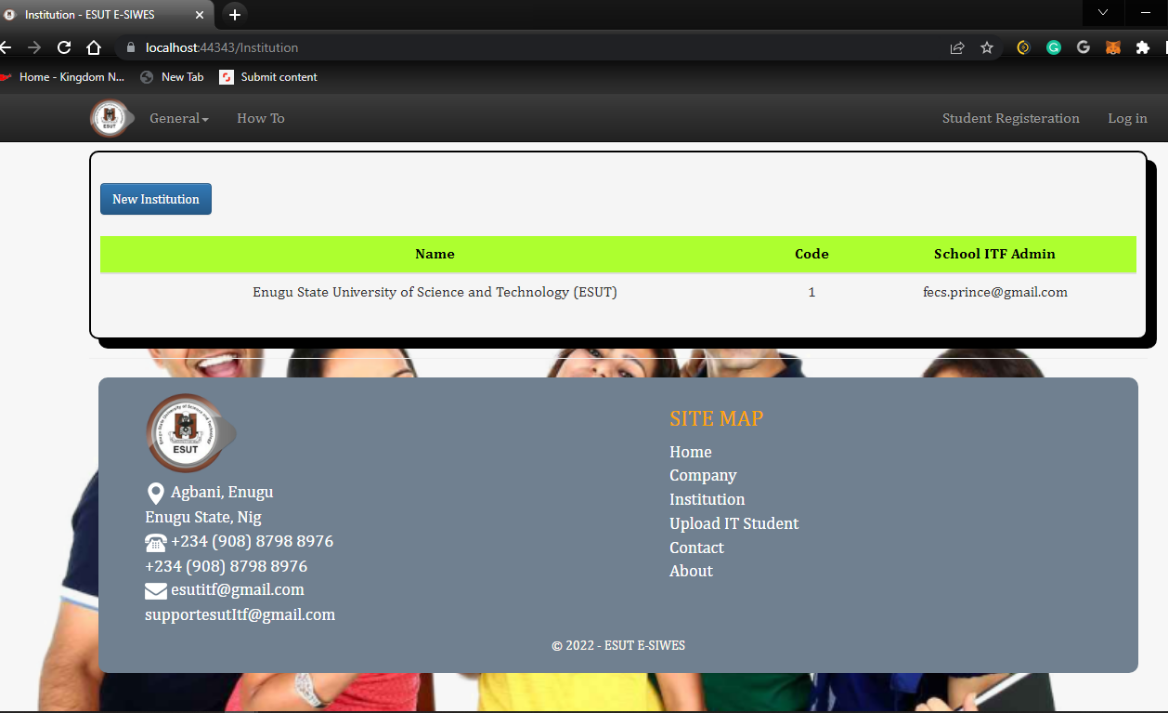 Institution - ESUT E-SIWES
localhost:44343/Institution
Home - Kingdom N...
New Tab
Submit content
ESUT
General
How To
Student Registeration
Log in
New Institution
Name Code School ITF Admin
Enugu State University of Science and Technology (ESUT) 1 fecs.prince@gmail.com
ESUT
Agbani, Enugu
Enugu State, Nig
+234 (908) 8798 8976
+234 (908) 8798 8976
esutitf@gmail.com
supportesutItf@gmail.com
SITE MAP
Home
Company
Institution
Upload IT Student
Contact
About
© 2022 - ESUT E-SIWES